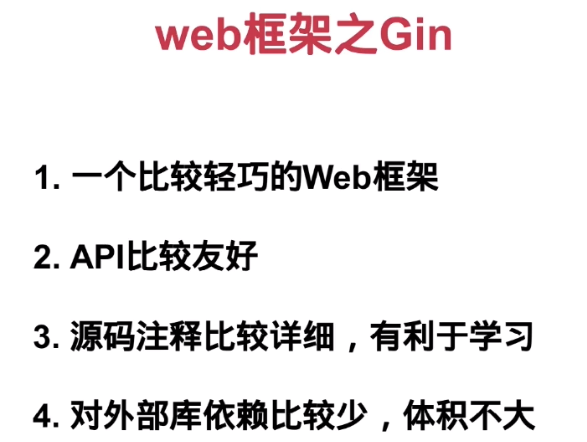 web框架之Gin
1. 一个比较轻巧的Web框架
2. API比较友好
3. 源码注释比较详细，有利于学习
4. 对外部库依赖比较少，体积不大